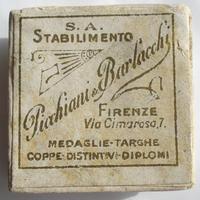 S.A.
STABILIMENTO
Picchiani & Barlacchi
FIRENZE
Via Cimarosa, 7.
MEDAGLIE - TARGHE
COPPE - DISTINTIVI - DIPLOMI